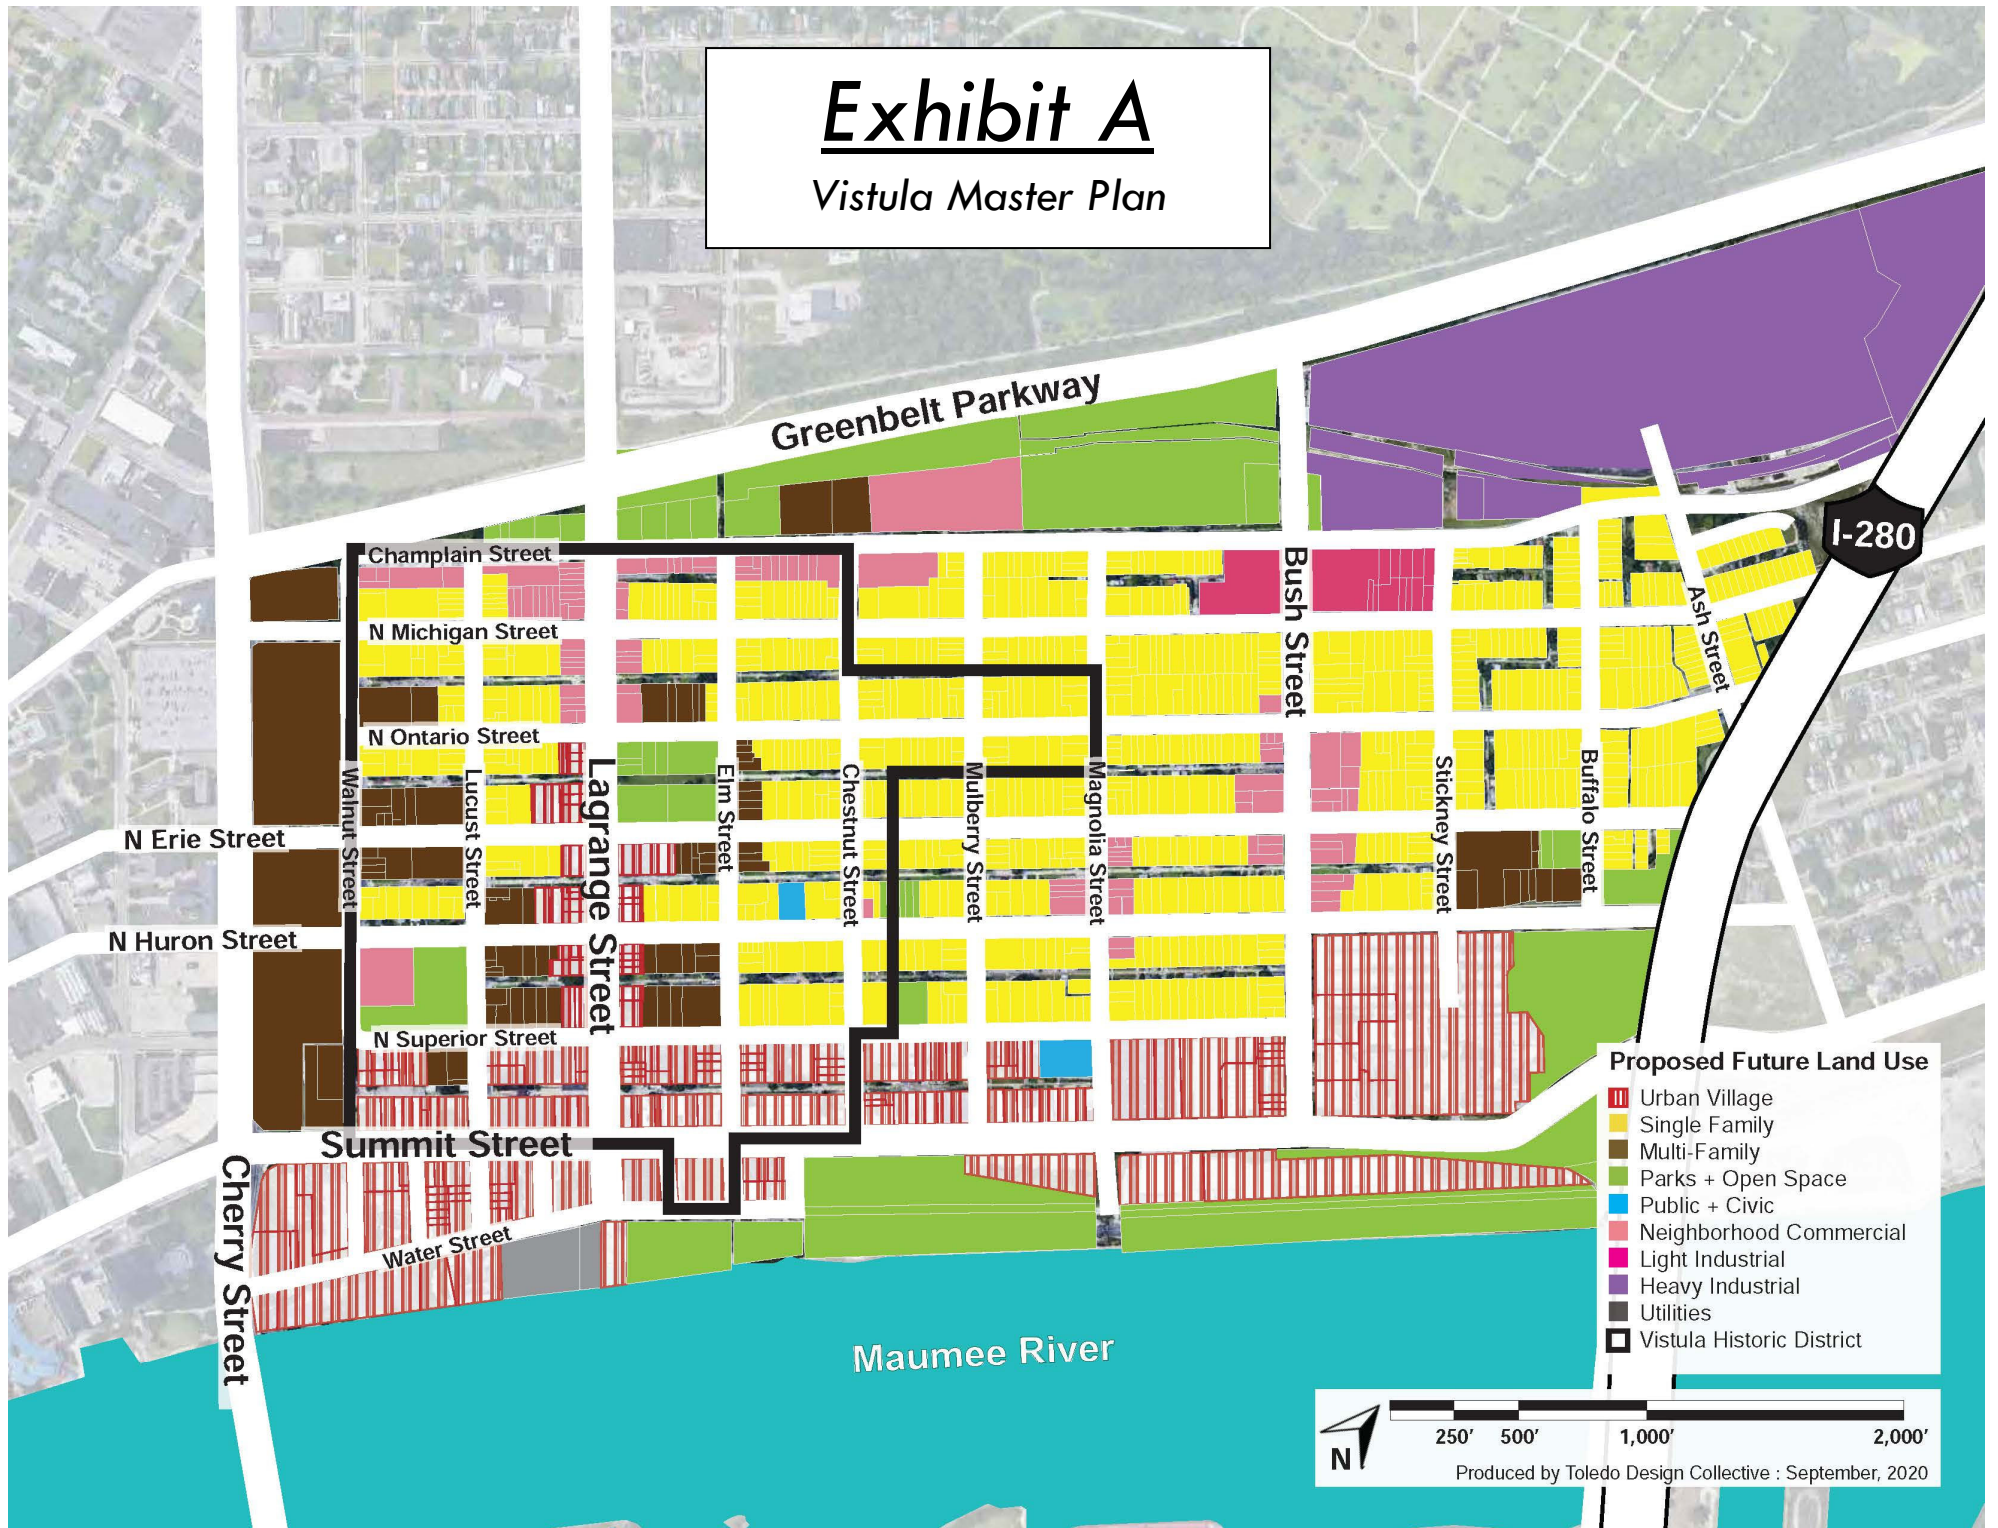 Exhibit A
Vistula Master Plan
Greenbelt Parkway
I-280
Champlain Street
N Michigan Street
N Ontario Street
N Erie Street
N Huron Street
N Superior Street
Summit Street
Water Street
Cherry Street
Walnut Street
Lucust Street
Lagrange Street
Elm Street
Chestnut Street
Mulberry Street
Magnolia Street
Bush Street
Stickney Street
Buffalo Street
Ash Street
Maumee River
Proposed Future Land Use
Urban Village
Single Family
Multi-Family
Parks + Open Space
Public + Civic
Neighborhood Commercial
Light Industrial
Heavy Industrial
Utilities
Vistula Historic District
N
250' 500' 1,000' 2,000'
Produced by Toledo Design Collective : September, 2020